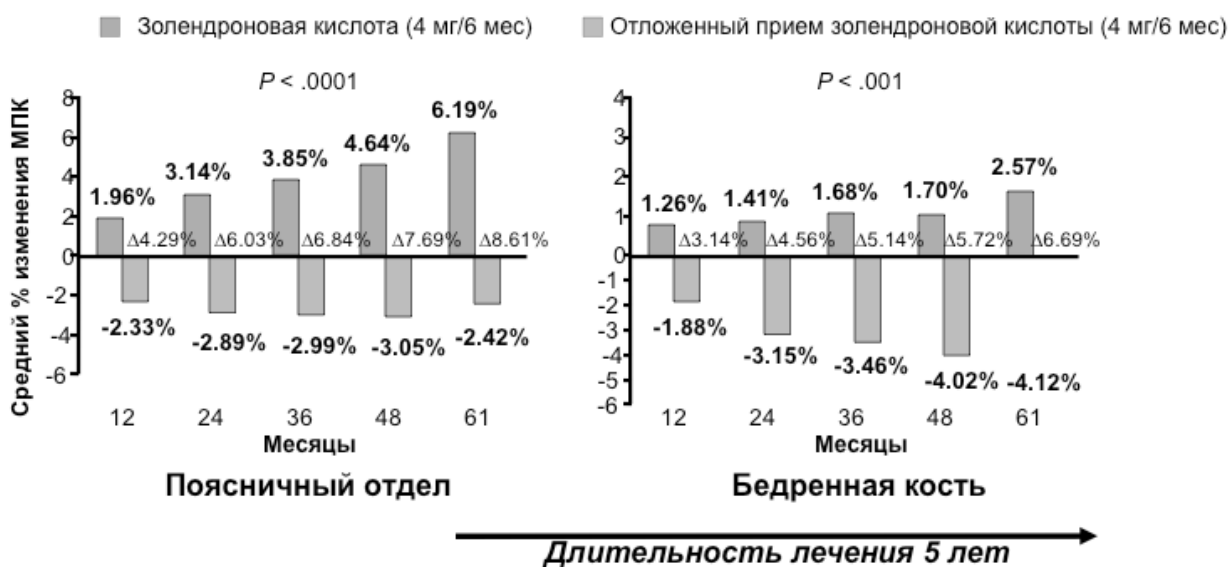 Золендроновая кислота (4 мг/6 мес)
Отложенный прием золендроновой кислоты (4 мг/6 мес)
P < .0001
Средний % изменения МПК
8
6
4
2
0
-2
-4
-6
1.96%
3.14%
3.85%
4.64%
6.19%
Δ4.29%
Δ6.03%
Δ6.84%
Δ7.69%
Δ8.61%
-2.33%
-2.89%
-2.99%
-3.05%
-2.42%
12
24
36
48
61
Месяцы
Поясничный отдел
P < .001
4
3
2
1
0
-1
-2
-3
-4
-5
-6
1.26%
1.41%
1.68%
1.70%
2.57%
Δ3.14%
Δ4.56%
Δ5.14%
Δ5.72%
Δ6.69%
-1.88%
-3.15%
-3.46%
-4.02%
-4.12%
12
24
36
48
61
Месяцы
Бедренная кость
Длительность лечения 5 лет